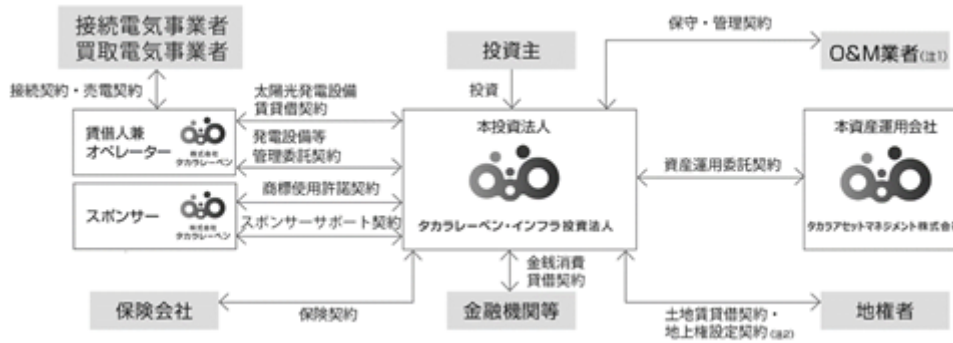 接続電気事業者
買取電気事業者
投資主
保守・管理契約
O&M業者(注1)
接続契約・売電契約
投資
太陽光発電設備
賃貸借契約
賃借人兼
オペレーター
株式会社
タカラレーベン
発電設備等
管理委託契約
本投資法人
タカラレーベン・インフラ投資法人
資産運用委託契約
本資産運用会社
タカラアセットマネジメント株式会社
スポンサー
株式会社
タカラレーベン
商標使用許諾契約
スポンサーサポート契約
保険会社
保険契約
金銭消費
貸借契約
金融機関等
土地賃貸借契約・
地上権設定契約(注2)
地権者